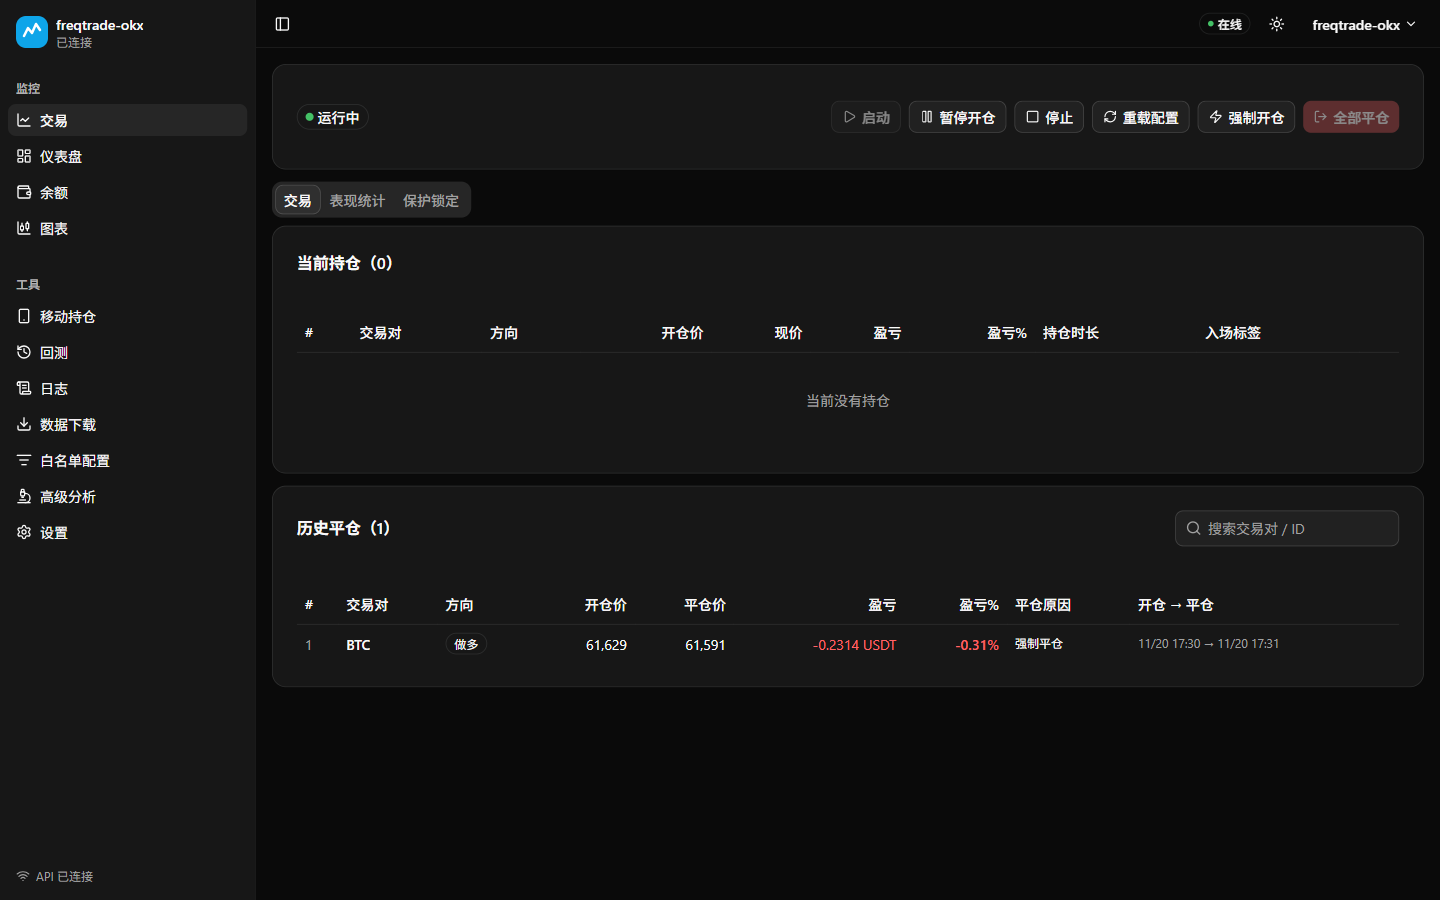 freqtrade-okx
已连接
监控
交易
仪表盘
余额
图表
工具
移动持仓
回测
日志
数据下载
白名单配置
高级分析
设置
API 已连接
在线
freqtrade-okx
运行中
启动 暂停开仓 停止 重载配置 强制开仓 全部平仓
交易 表现统计 保护锁定
当前持仓（0）
# 交易对 方向 开仓价 现价 盈亏 盈亏% 持仓时长 入场标签
当前没有持仓
历史平仓（1）
搜索交易对 / ID
# 交易对 方向 开仓价 平仓价 盈亏 盈亏% 平仓原因 开仓 → 平仓
1 BTC 做多 61,629 61,591 -0.2314 USDT -0.31% 强制平仓 11/20 17:30 → 11/20 17:31